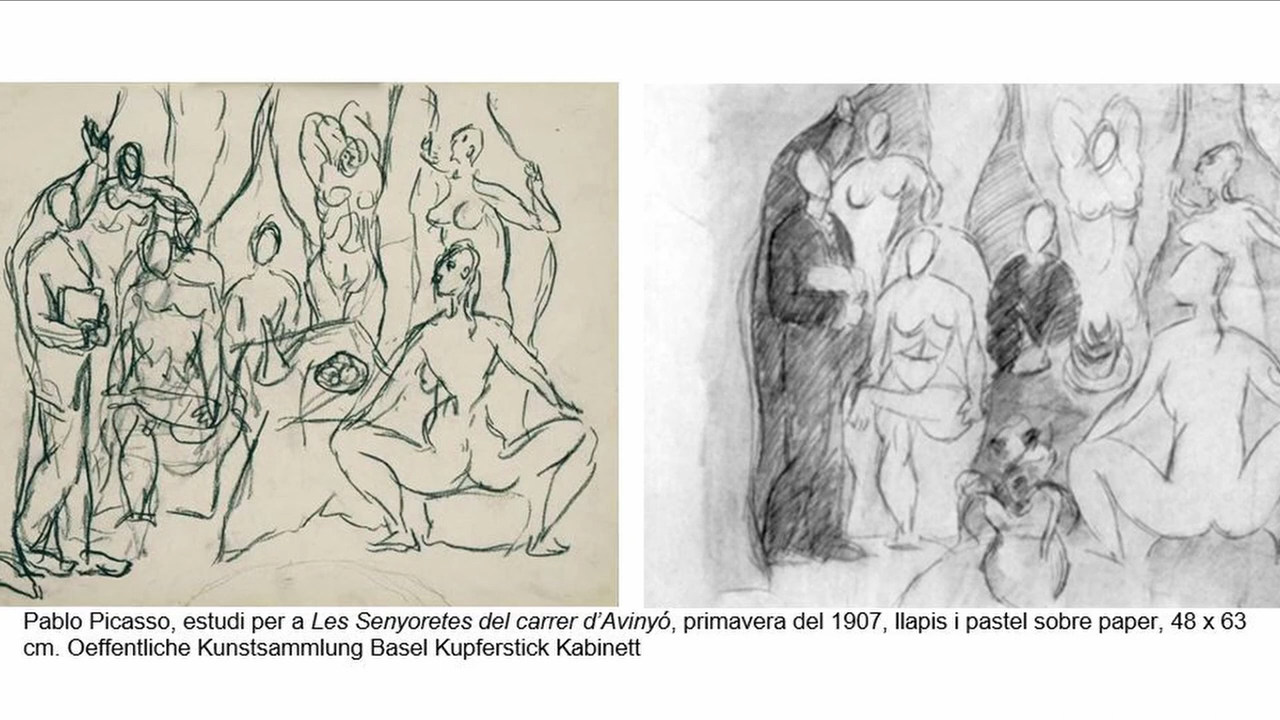 Pablo Picasso, estudi per a Les Senyoretes del carrer d'Avinyó, primavera del 1907, llapis i pastel sobre paper, 48 x 63
cm. Oeffentliche Kunstsammlung Basel Kupferstick Kabinett